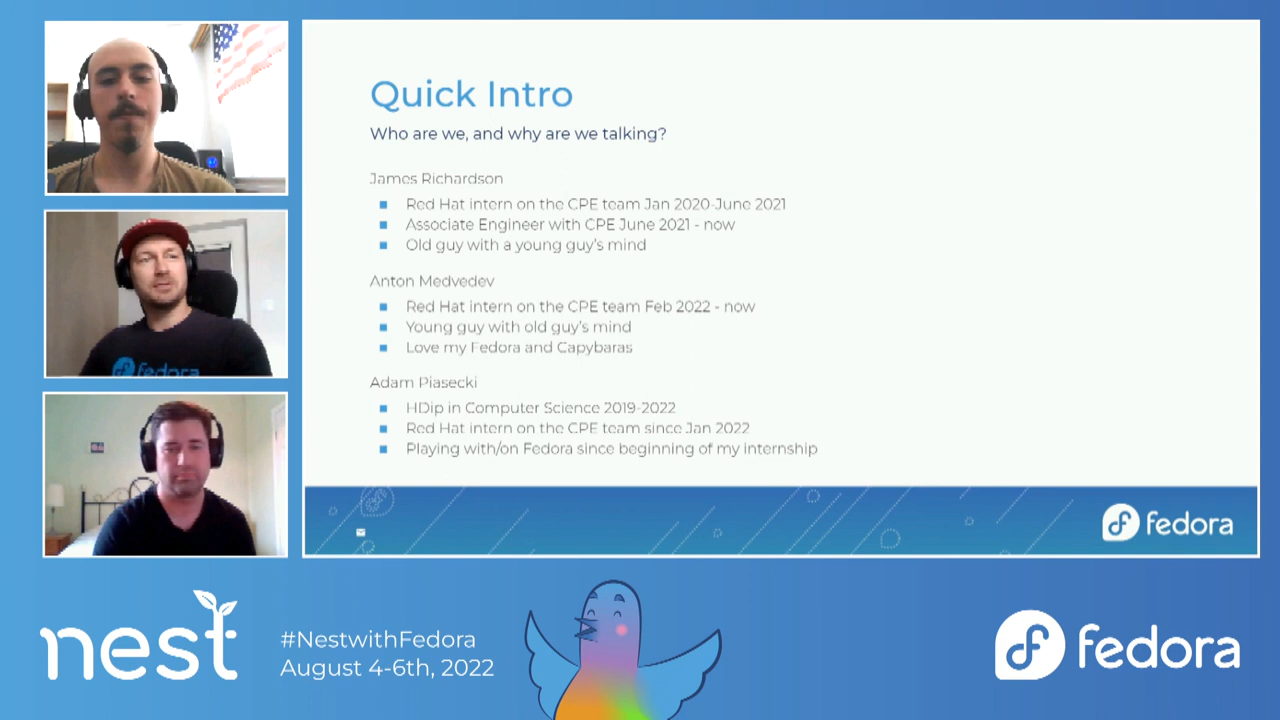 Quick Intro
Who are we, and why are we talking?
James Richardson
Red Hat intern on the CPE team Jan 2020-June 2021
Associate Engineer with CPE June 2021 - now
Old guy with a young guy's mind
Anton Medvedev
Red Hat intern on the CPE team Feb 2022 - now
Young guy with old guy's mind
Love my Fedora and Capybaras
Adam Piasecki
HDip in Computer Science 2019-2022
Red Hat intern on the CPE team since Jan 2022
Playing with/on Fedora since beginning of my internship
fedora
fedora
nest
#NestwithFedora
August 4-6th, 2022
fedora